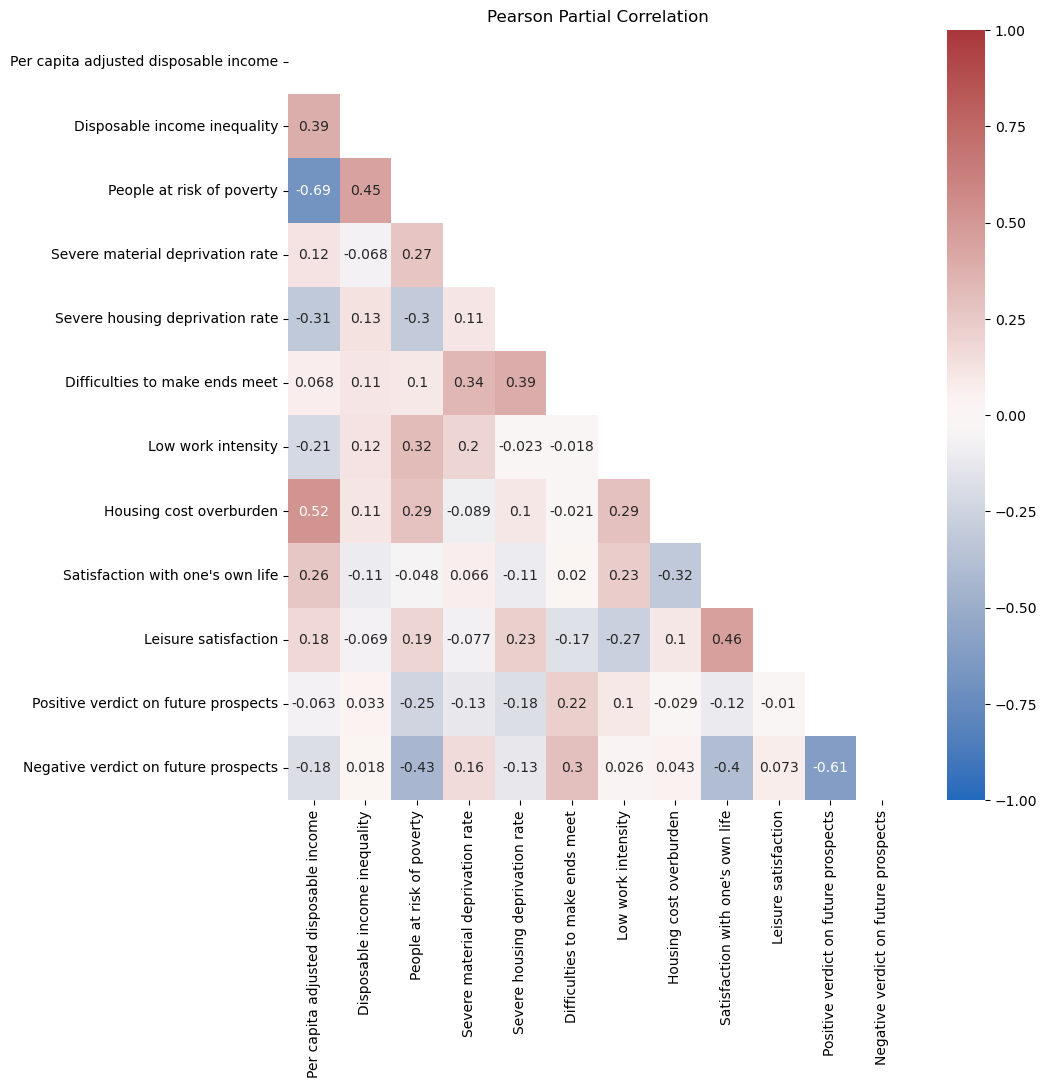 Pearson Partial Correlation
Per capita adjusted disposable income
Disposable income inequality 0.39
People at risk of poverty -0.69 0.45
Severe material deprivation rate 0.12 -0.068 0.27
Severe housing deprivation rate -0.31 0.13 -0.3 0.11
Difficulties to make ends meet 0.068 0.11 0.1 0.34 0.39
Low work intensity -0.21 0.12 0.32 0.2 -0.023 -0.018
Housing cost overburden 0.52 0.11 0.29 -0.089 0.1 -0.021 0.29
Satisfaction with one's own life 0.26 -0.11 -0.048 0.066 -0.11 0.02 0.23 -0.32
Leisure satisfaction 0.18 -0.069 0.19 -0.077 0.23 -0.17 -0.27 0.1 0.46
Positive verdict on future prospects -0.063 0.033 -0.25 -0.13 -0.18 0.22 0.1 -0.029 -0.12 -0.01
Negative verdict on future prospects -0.18 0.018 -0.43 0.16 -0.13 0.3 0.026 0.043 -0.4 0.073 -0.61
Per capita adjusted disposable income
Disposable income inequality
People at risk of poverty
Severe material deprivation rate
Severe housing deprivation rate
Difficulties to make ends meet
Low work intensity
Housing cost overburden
Satisfaction with one's own life
Leisure satisfaction
Positive verdict on future prospects
Negative verdict on future prospects
1.00
0.75
0.50
0.25
0.00
−0.25
−0.50
−0.75
−1.00